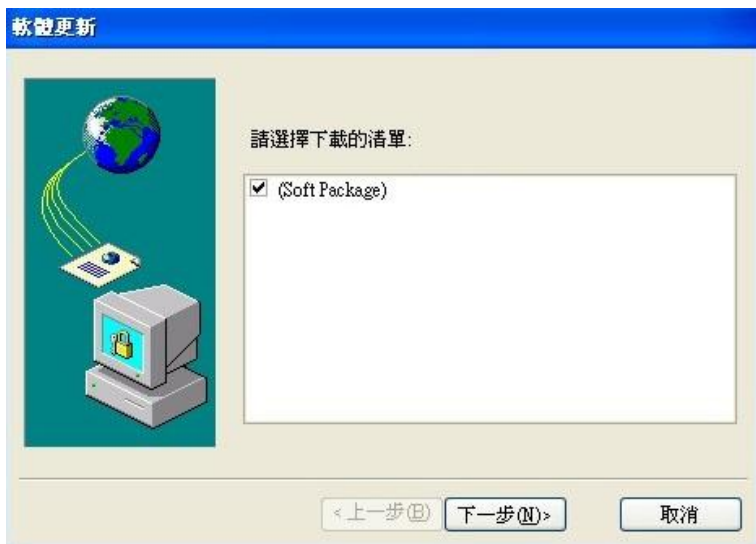 軟體更新
請選擇下載的清單:
(Soft Package)
<上一步(B)
下一步(N)>
取消